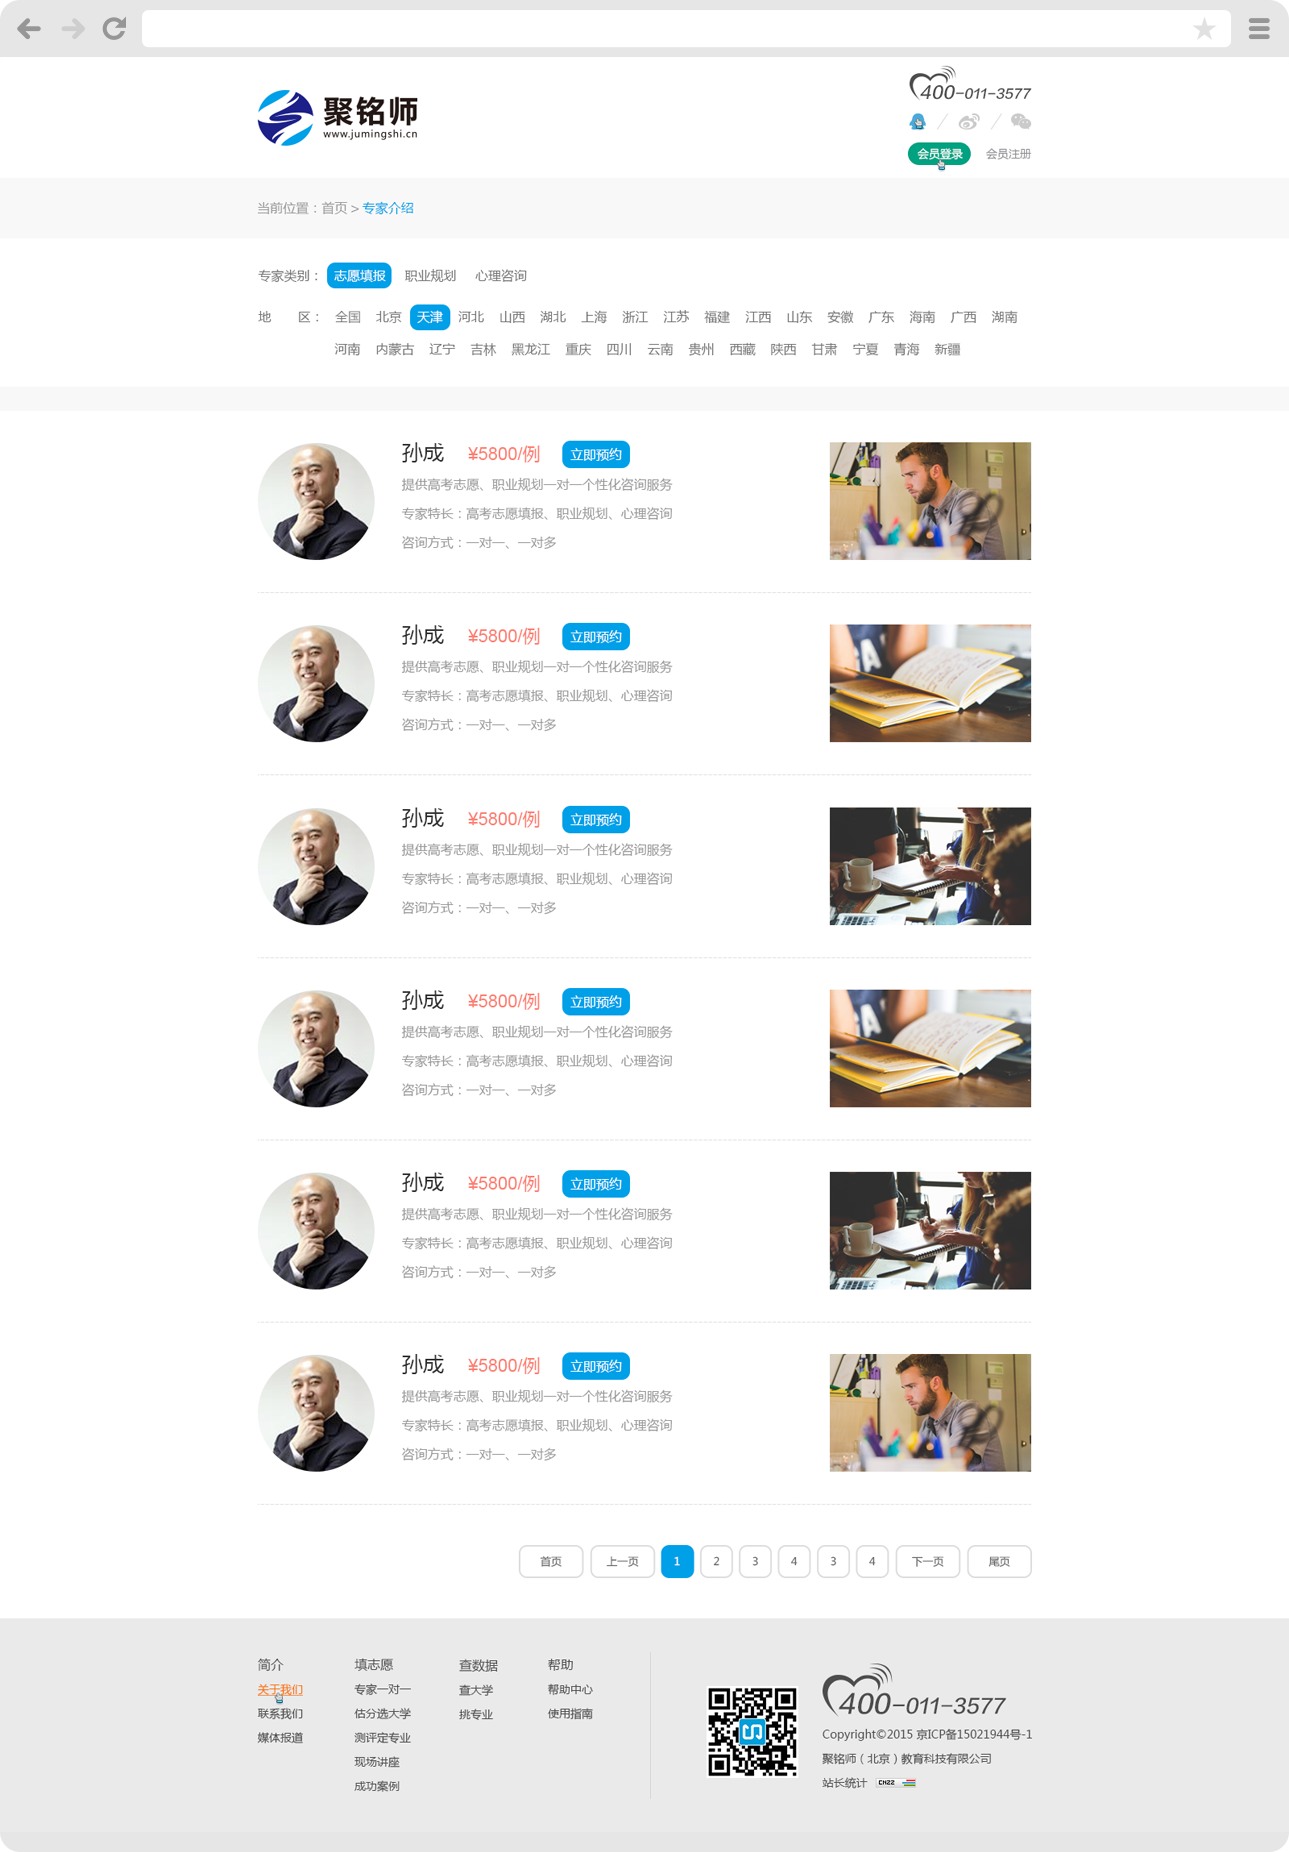 聚铭师
www.jumingshi.cn
400-011-3577
会员登录 会员注册
当前位置：首页 > 专家介绍
专家类别： 志愿填报 职业规划 心理咨询
地 区： 全国 北京 天津 河北 山西 湖北 上海 浙江 江苏 福建 江西 山东 安徽 广东 海南 广西 湖南
河南 内蒙古 辽宁 吉林 黑龙江 重庆 四川 云南 贵州 西藏 陕西 甘肃 宁夏 青海 新疆
孙成 ¥5800/例 立即预约
提供高考志愿、职业规划一对一个性化咨询服务
专家特长：高考志愿填报、职业规划、心理咨询
咨询方式：一对一、一对多
孙成 ¥5800/例 立即预约
提供高考志愿、职业规划一对一个性化咨询服务
专家特长：高考志愿填报、职业规划、心理咨询
咨询方式：一对一、一对多
孙成 ¥5800/例 立即预约
提供高考志愿、职业规划一对一个性化咨询服务
专家特长：高考志愿填报、职业规划、心理咨询
咨询方式：一对一、一对多
孙成 ¥5800/例 立即预约
提供高考志愿、职业规划一对一个性化咨询服务
专家特长：高考志愿填报、职业规划、心理咨询
咨询方式：一对一、一对多
孙成 ¥5800/例 立即预约
提供高考志愿、职业规划一对一个性化咨询服务
专家特长：高考志愿填报、职业规划、心理咨询
咨询方式：一对一、一对多
孙成 ¥5800/例 立即预约
提供高考志愿、职业规划一对一个性化咨询服务
专家特长：高考志愿填报、职业规划、心理咨询
咨询方式：一对一、一对多
首页 上一页 1 2 3 4 3 4 下一页 尾页
简介
关于我们
联系我们
媒体报道
填志愿
专家一对一
估分选大学
测评定专业
现场讲座
成功案例
查数据
查大学
挑专业
帮助
帮助中心
使用指南
400-011-3577
Copyright©2015 京ICP备15021944号-1
聚铭师（北京）教育科技有限公司
站长统计 CNZZ